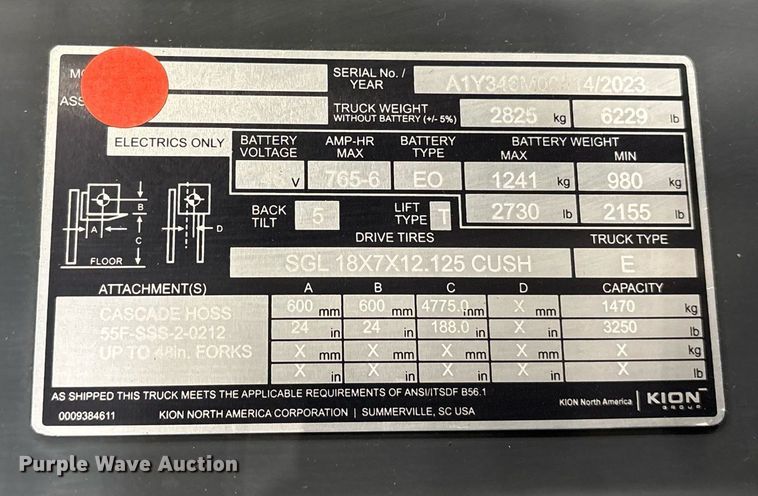 SERIAL No. / YEAR
TRUCK WEIGHT WITHOUT BATTERY (+/- 5%) 2825 kg 6229 lb
ELECTRICS ONLY
BATTERY VOLTAGE V
AMP-HR MAX 765-6
BATTERY TYPE EO
BATTERY WEIGHT
MAX 1241 kg 2730 lb
MIN 980 kg 2155 lb
BACK TILT 5
LIFT TYPE T
A B C D
FLOOR
DRIVE TIRES
SGL 18X7X12.125 CUSH
TRUCK TYPE
E
ATTACHMENT(S) A B C D CAPACITY
CASCADE HOSS
55F-SSS-2-0212
UP TO 48in. FORKS
600 mm 600 mm 4775.0 mm X mm 1470 kg
24 in 24 in 188.0 in X in 3250 lb
X mm X mm X mm X mm X kg
X in X in X in X in X lb
AS SHIPPED THIS TRUCK MEETS THE APPLICABLE REQUIREMENTS OF ANSI/ITSDF B56.1
0009384611 KION NORTH AMERICA CORPORATION | SUMMERVILLE, SC USA
KION North America | KION GROUP
Purple Wave Auction